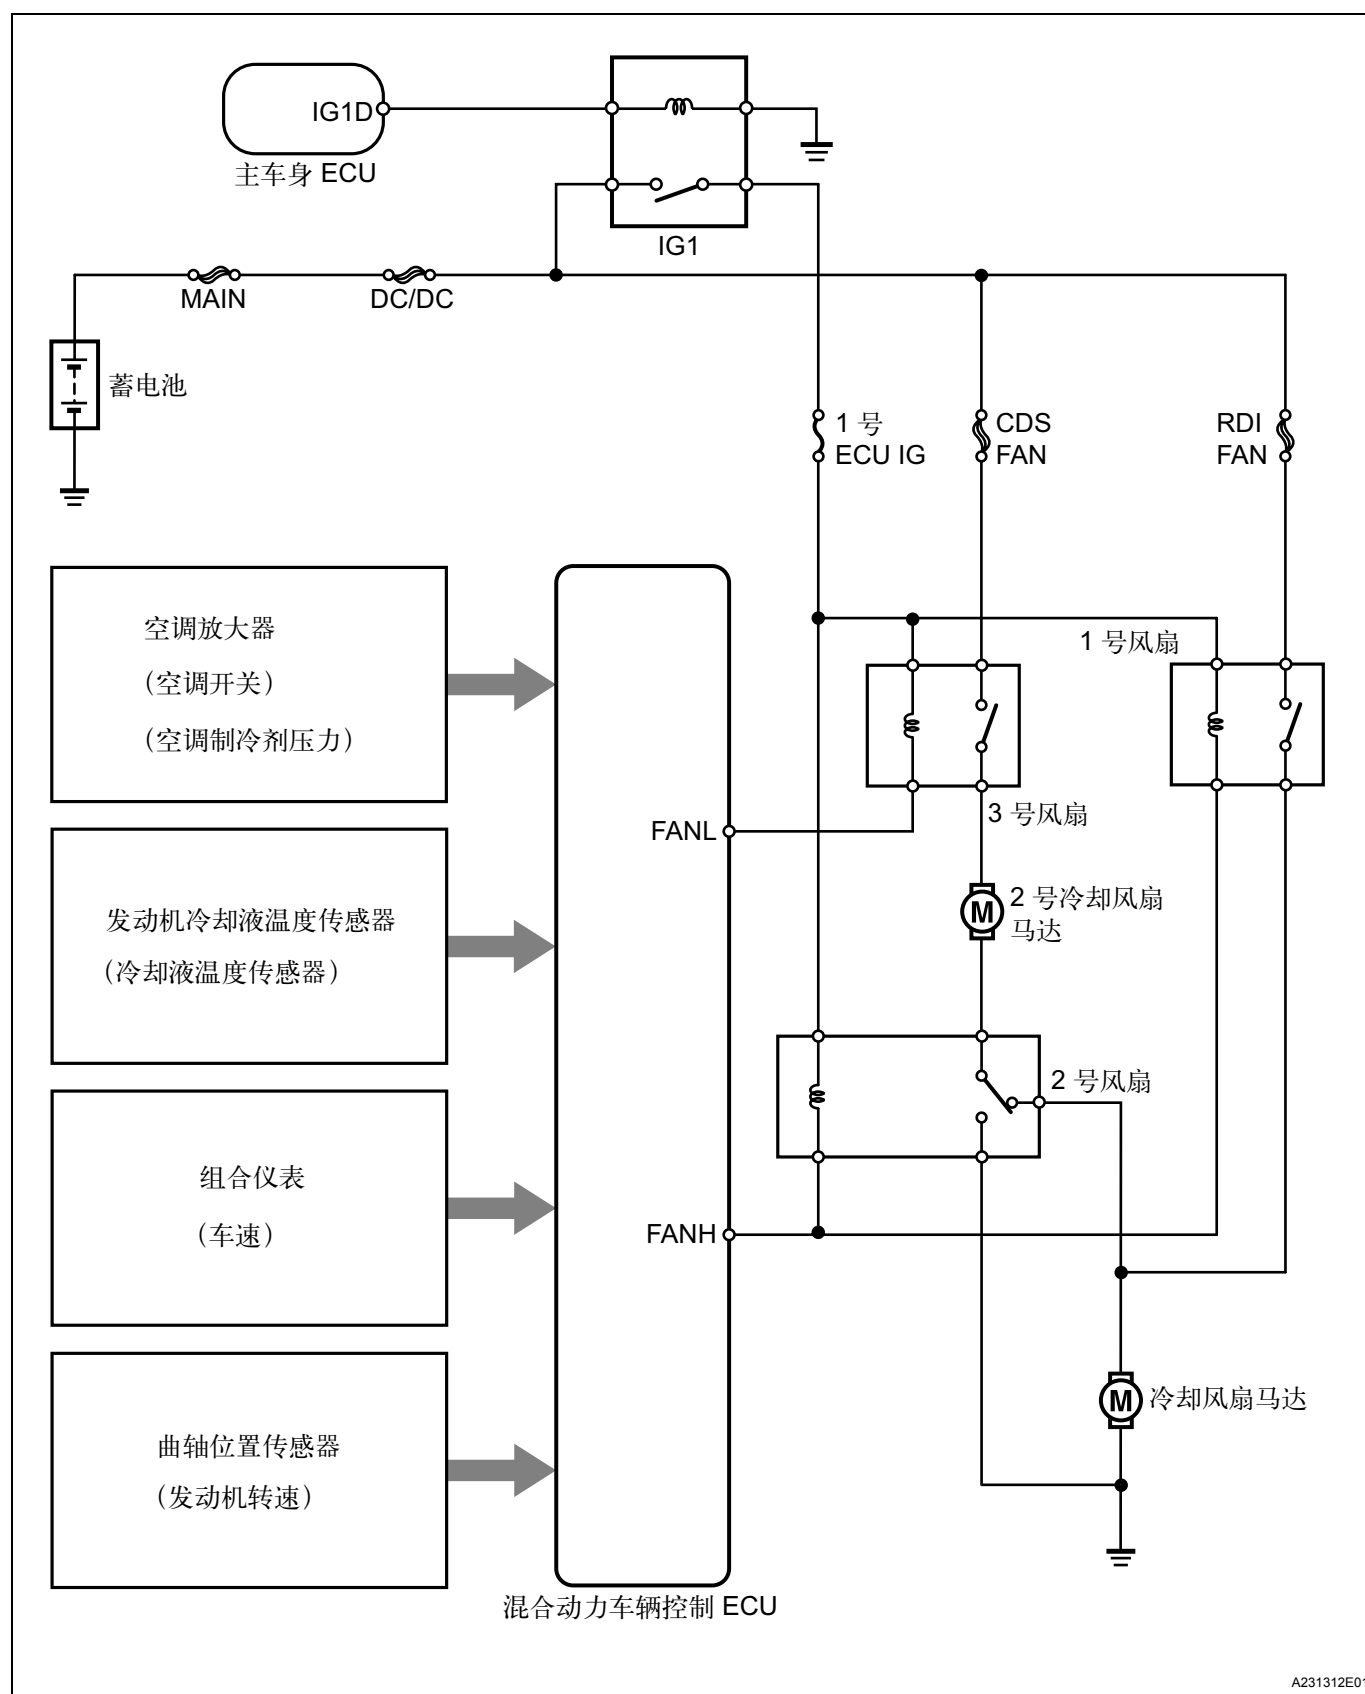 IG1D
主车身 ECU
IG1
MAIN
DC/DC
蓄电池
1 号
ECU IG
CDS
FAN
RDI
FAN
空调放大器
（空调开关）
（空调制冷剂压力）
1 号风扇
3 号风扇
FANL
发动机冷却液温度传感器
（冷却液温度传感器）
M
2 号冷却风扇
马达
2 号风扇
组合仪表
（车速）
FANH
M
冷却风扇马达
曲轴位置传感器
（发动机转速）
混合动力车辆控制 ECU
A231312E01